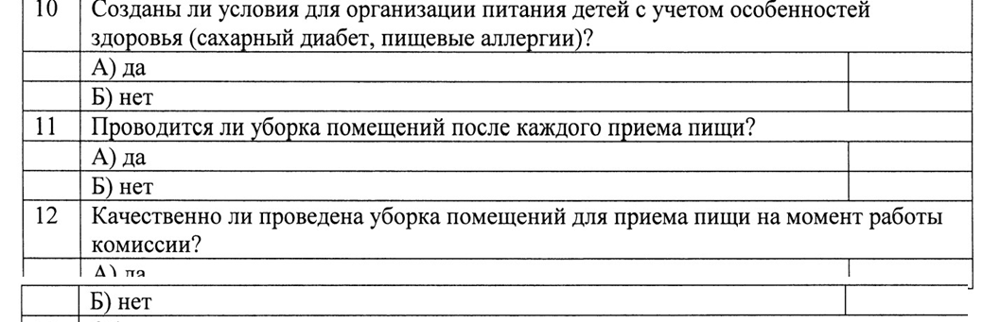 10 Созданы ли условия для организации питания детей с учетом особенностей
здоровья (сахарный диабет, пищевые аллергии)?
А) да
Б) нет
11 Проводится ли уборка помещений после каждого приема пищи?
А) да
Б) нет
12 Качественно ли проведена уборка помещений для приема пищи на момент работы
комиссии?
А) да
Б) нет